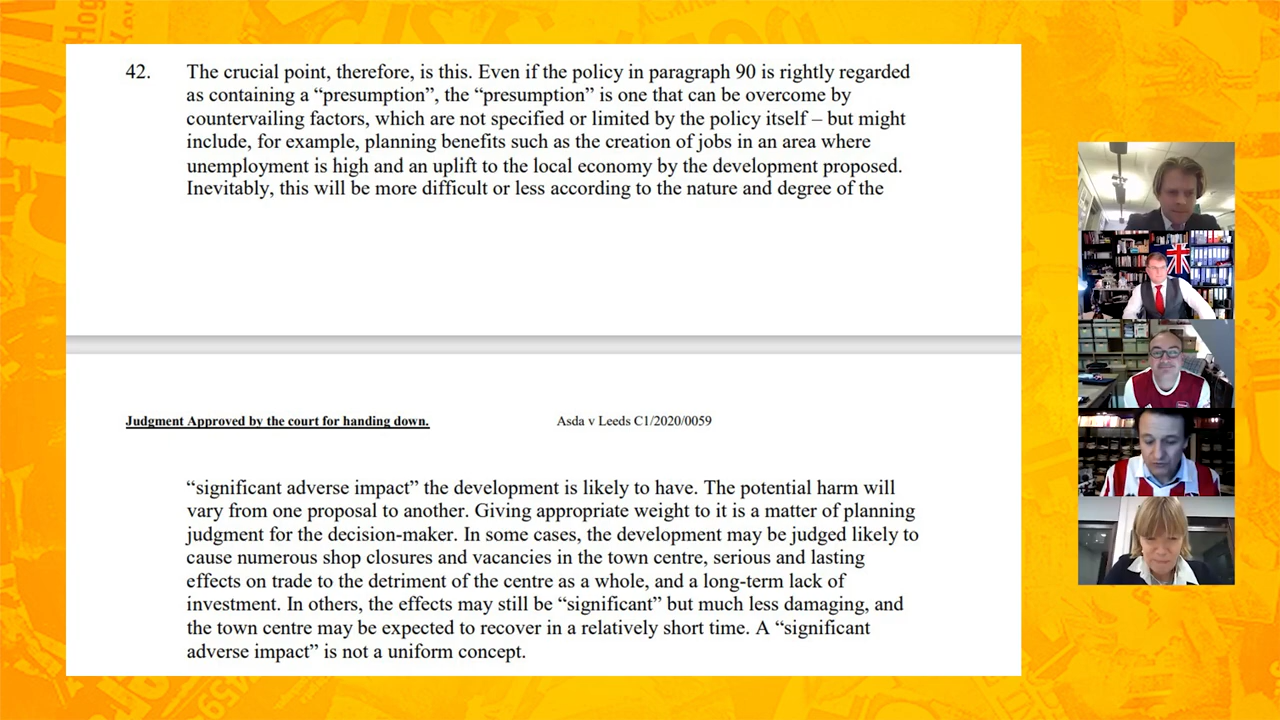 42. The crucial point, therefore, is this. Even if the policy in paragraph 90 is rightly regarded
as containing a “presumption”, the “presumption” is one that can be overcome by
countervailing factors, which are not specified or limited by the policy itself – but might
include, for example, planning benefits such as the creation of jobs in an area where
unemployment is high and an uplift to the local economy by the development proposed.
Inevitably, this will be more difficult or less according to the nature and degree of the
Judgment Approved by the court for handing down. Asda v Leeds C1/2020/0059
“significant adverse impact” the development is likely to have. The potential harm will
vary from one proposal to another. Giving appropriate weight to it is a matter of planning
judgment for the decision-maker. In some cases, the development may be judged likely to
cause numerous shop closures and vacancies in the town centre, serious and lasting
effects on trade to the detriment of the centre as a whole, and a long-term lack of
investment. In others, the effects may still be “significant” but much less damaging, and
the town centre may be expected to recover in a relatively short time. A “significant
adverse impact” is not a uniform concept.